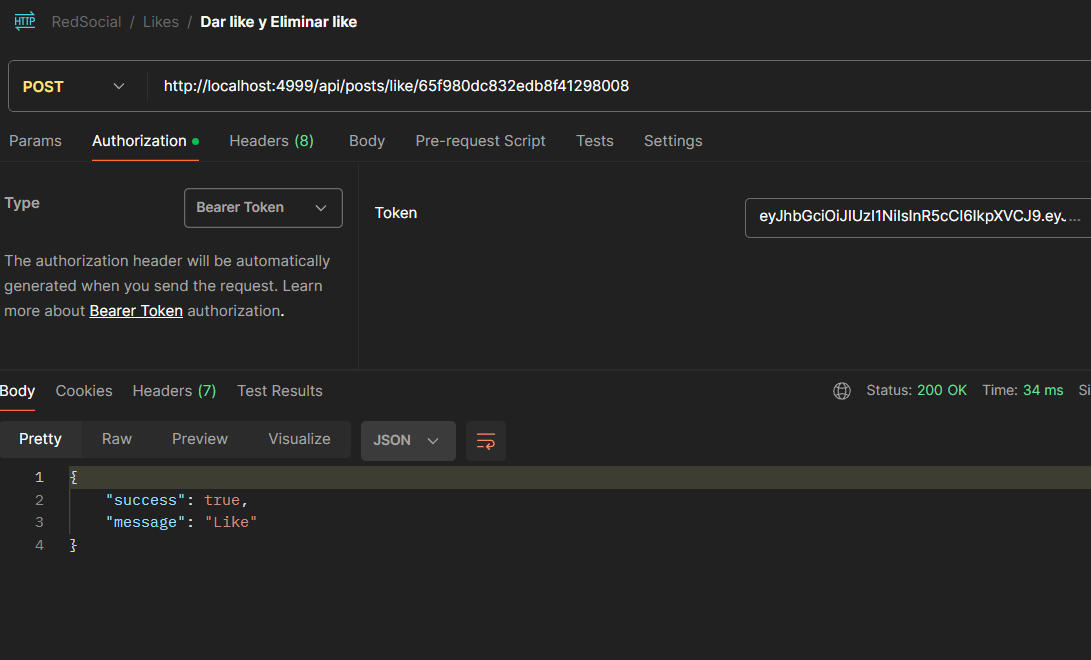 HTTP RedSocial / Likes / Dar like y Eliminar like
POST http://localhost:4999/api/posts/like/65f980dc832edb8f41298008
Params Authorization Headers (8) Body Pre-request Script Tests Settings
Type Bearer Token Token eyJhbGciOiJIUzI1NiIsInR5cCI6IkpXVCJ9.eyJ...
The authorization header will be automatically
generated when you send the request. Learn
more about Bearer Token authorization.
Body Cookies Headers (7) Test Results Status: 200 OK Time: 34 ms Si
Pretty Raw Preview Visualize JSON
1 {
2 "success": true,
3 "message": "Like"
4 }